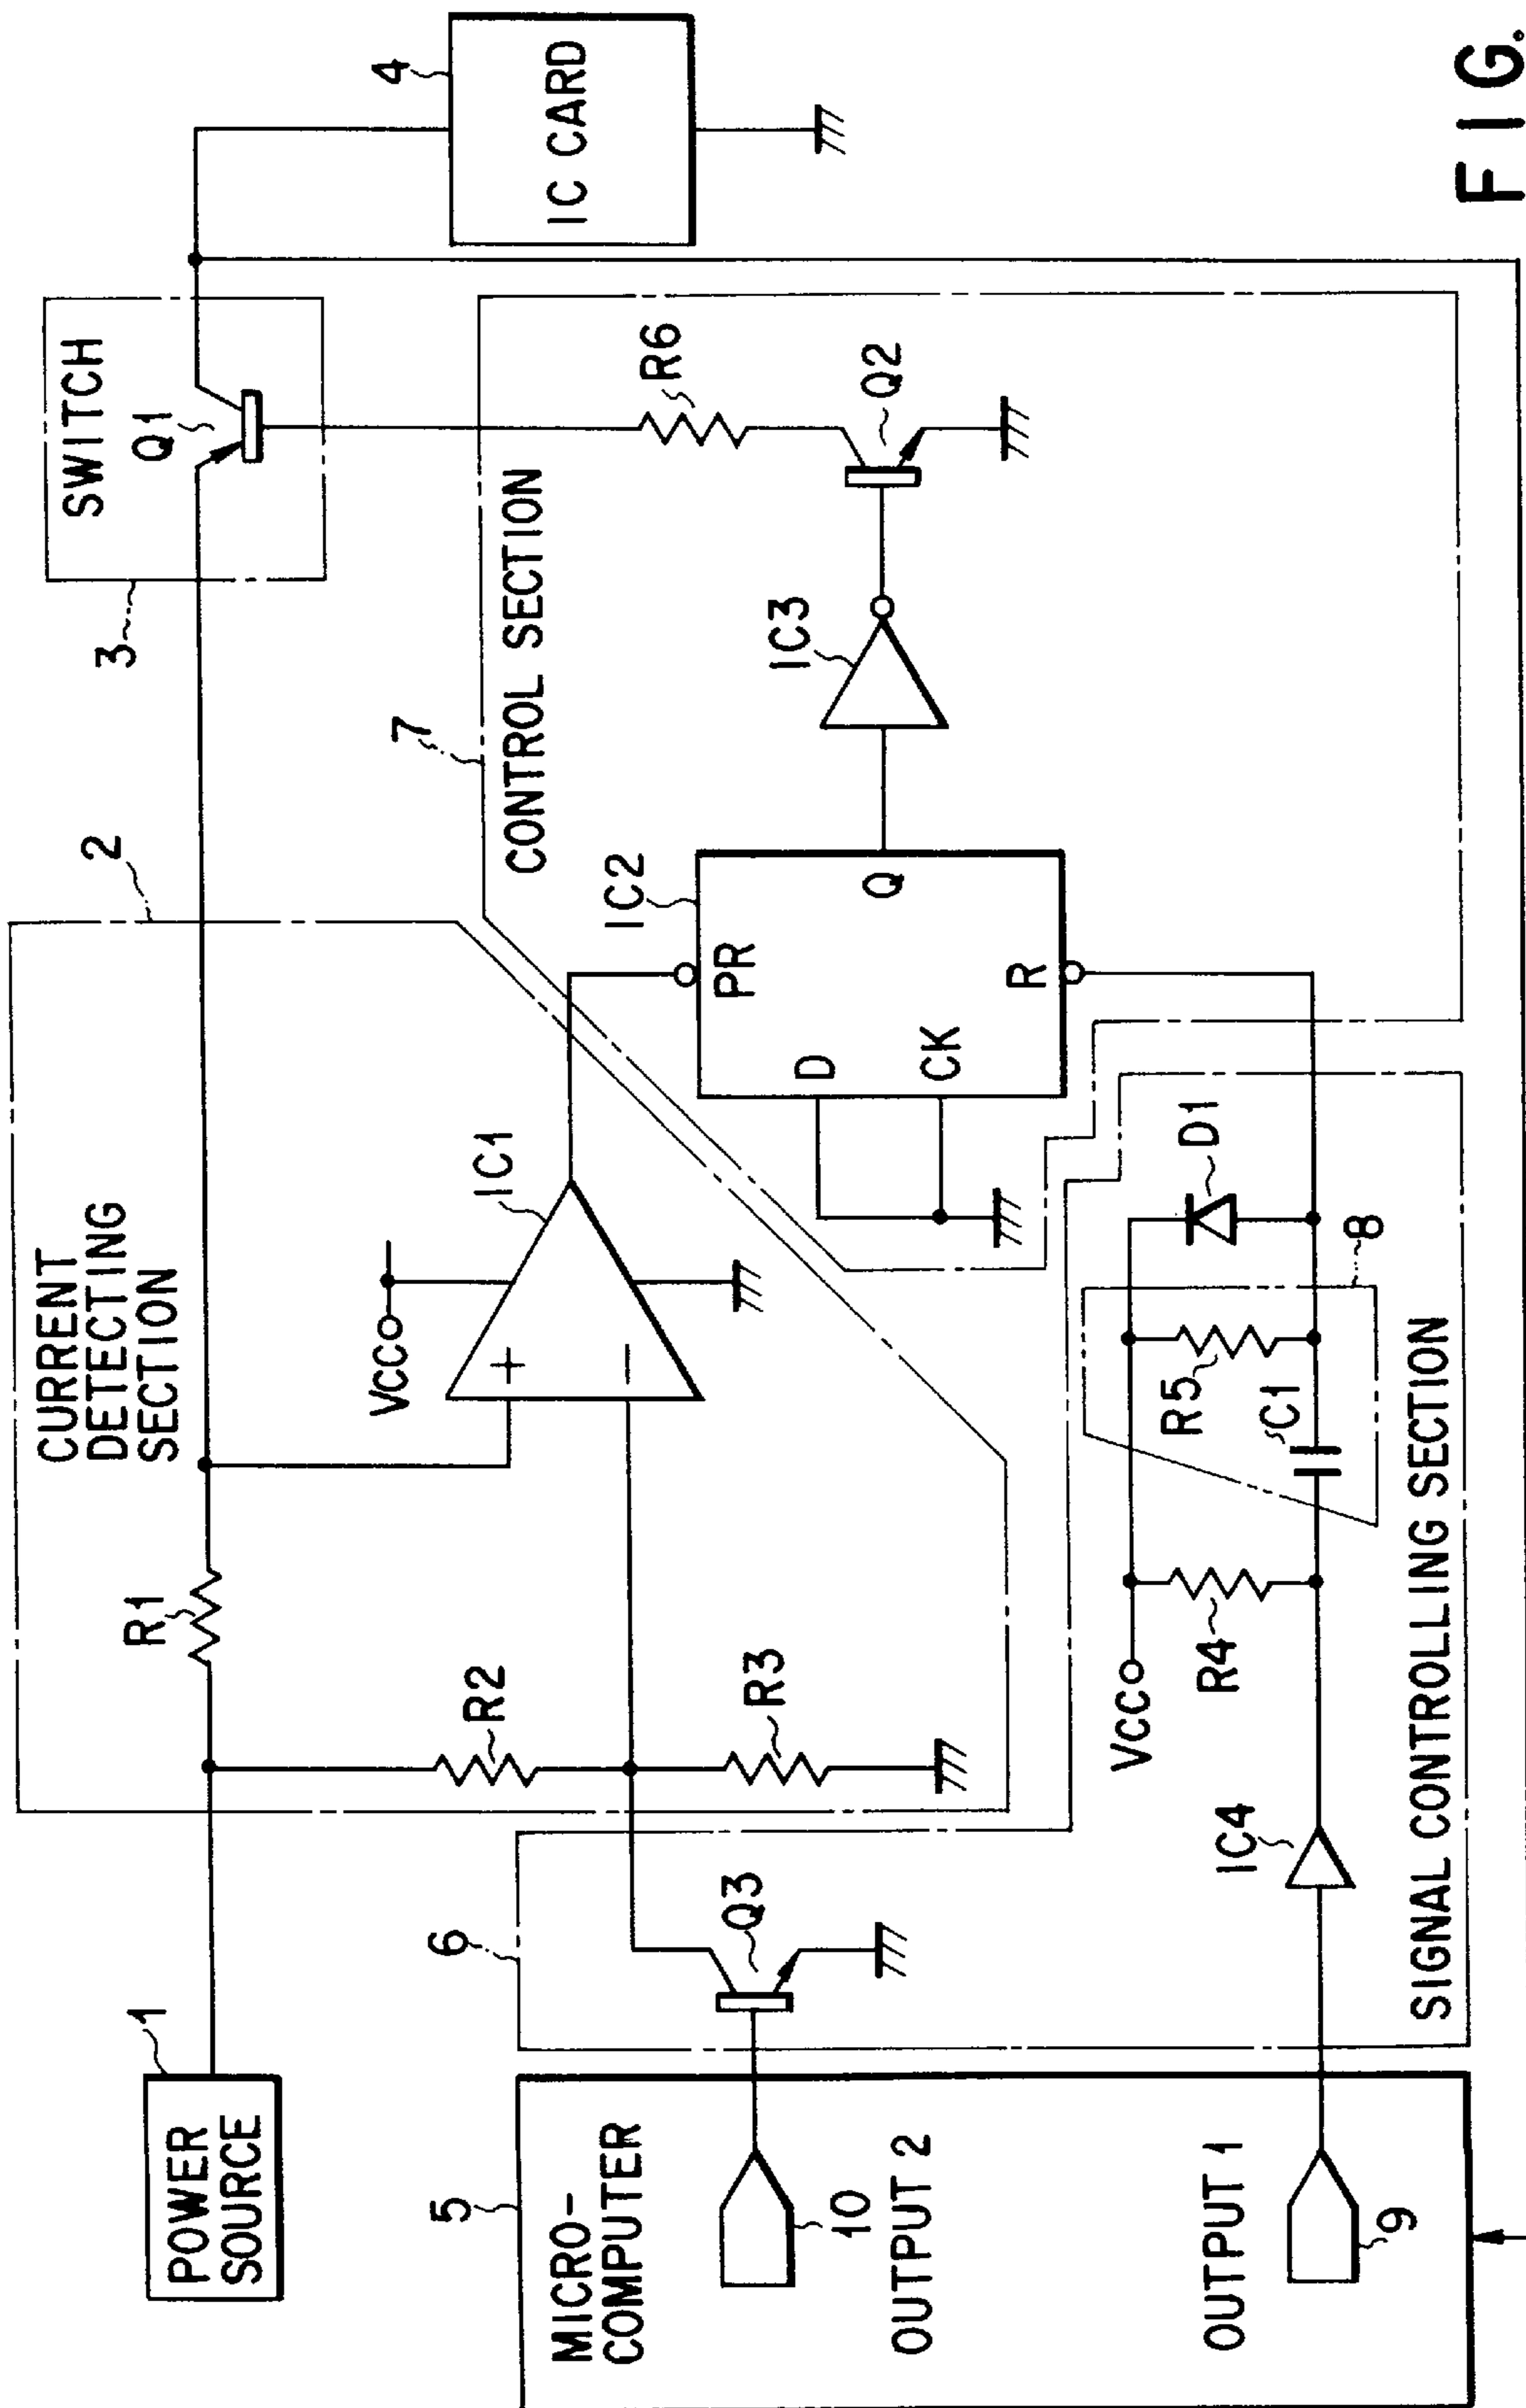 POWER
SOURCE
1
R1
CURRENT
DETECTING
SECTION
2
3
SWITCH
Q1
4
IC CARD
R2
R3
VCC
+
−
IC1
7
CONTROL SECTION
IC2
PR
D
CK
Q
R
IC3
R6
Q2
5
MICRO-
COMPUTER
10
OUTPUT 2
OUTPUT 1
9
6
Q3
IC4
VCC
R4
R5
C1
8
D1
SIGNAL CONTROLLING SECTION
FIG.